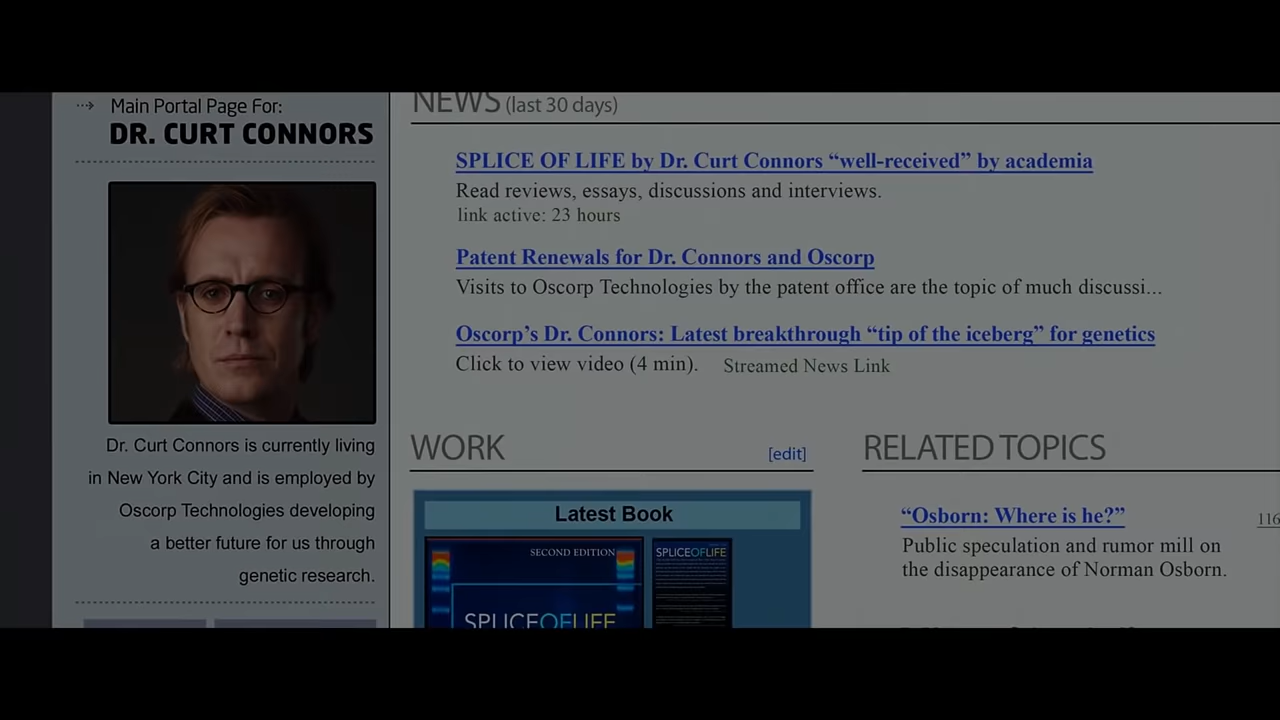 Main Portal Page For:
DR. CURT CONNORS
Dr. Curt Connors is currently living
in New York City and is employed by
Oscorp Technologies developing
a better future for us through
genetic research.
NEWS (last 30 days)
SPLICE OF LIFE by Dr. Curt Connors “well-received” by academia
Read reviews, essays, discussions and interviews.
link active: 23 hours
Patent Renewals for Dr. Connors and Oscorp
Visits to Oscorp Technologies by the patent office are the topic of much discussi...
Oscorp’s Dr. Connors: Latest breakthrough “tip of the iceberg” for genetics
Click to view video (4 min). Streamed News Link
WORK [edit]
Latest Book
SECOND EDITION
SPLICEOFLIFE
SPLICEOFLIFE
RELATED TOPICS
“Osborn: Where is he?” 116
Public speculation and rumor mill on
the disappearance of Norman Osborn.